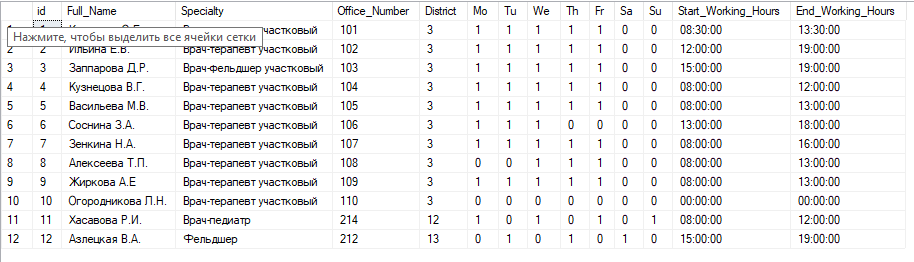 id Full_Name Specialty Office_Number District Mo Tu We Th Fr Sa Su Start_Working_Hours End_Working_Hours
участковый 101 3 1 1 1 1 1 0 0 08:30:00 13:30:00
Нажмите, чтобы выделить все ячейки сетки
2 2 Ильина Е.В. Врач-терапевт участковый 102 3 1 1 1 1 1 0 0 12:00:00 19:00:00
3 3 Заппарова Д.Р. Врач-Фельдшер участковый 103 3 1 1 1 1 1 0 0 15:00:00 19:00:00
4 4 Кузнецова В.Г. Врач-терапевт участковый 104 3 1 1 1 1 1 0 0 08:00:00 12:00:00
5 5 Васильева М.В. Врач-терапевт участковый 105 3 1 1 1 1 1 0 0 08:00:00 13:00:00
6 6 Соснина З.А. Врач-терапевт участковый 106 3 1 1 1 0 0 0 0 13:00:00 18:00:00
7 7 Зенкина Н.А. Врач-терапевт участковый 107 3 1 1 1 1 1 0 0 08:00:00 16:00:00
8 8 Алексеева Т.П. Врач-терапевт участковый 108 3 0 0 1 1 1 0 0 08:00:00 13:00:00
9 9 Жиркова А.Е Врач-терапевт участковый 109 3 1 1 1 1 1 0 0 08:00:00 13:00:00
10 10 Огородникова Л.Н. Врач-терапевт участковый 110 3 0 0 0 0 0 0 0 00:00:00 00:00:00
11 11 Хасавова Р.И. Врач-педиатр 214 12 1 0 1 0 1 0 1 08:00:00 12:00:00
12 12 Азлецкая В.А. Фельдшер 212 13 0 1 0 1 0 1 0 15:00:00 19:00:00